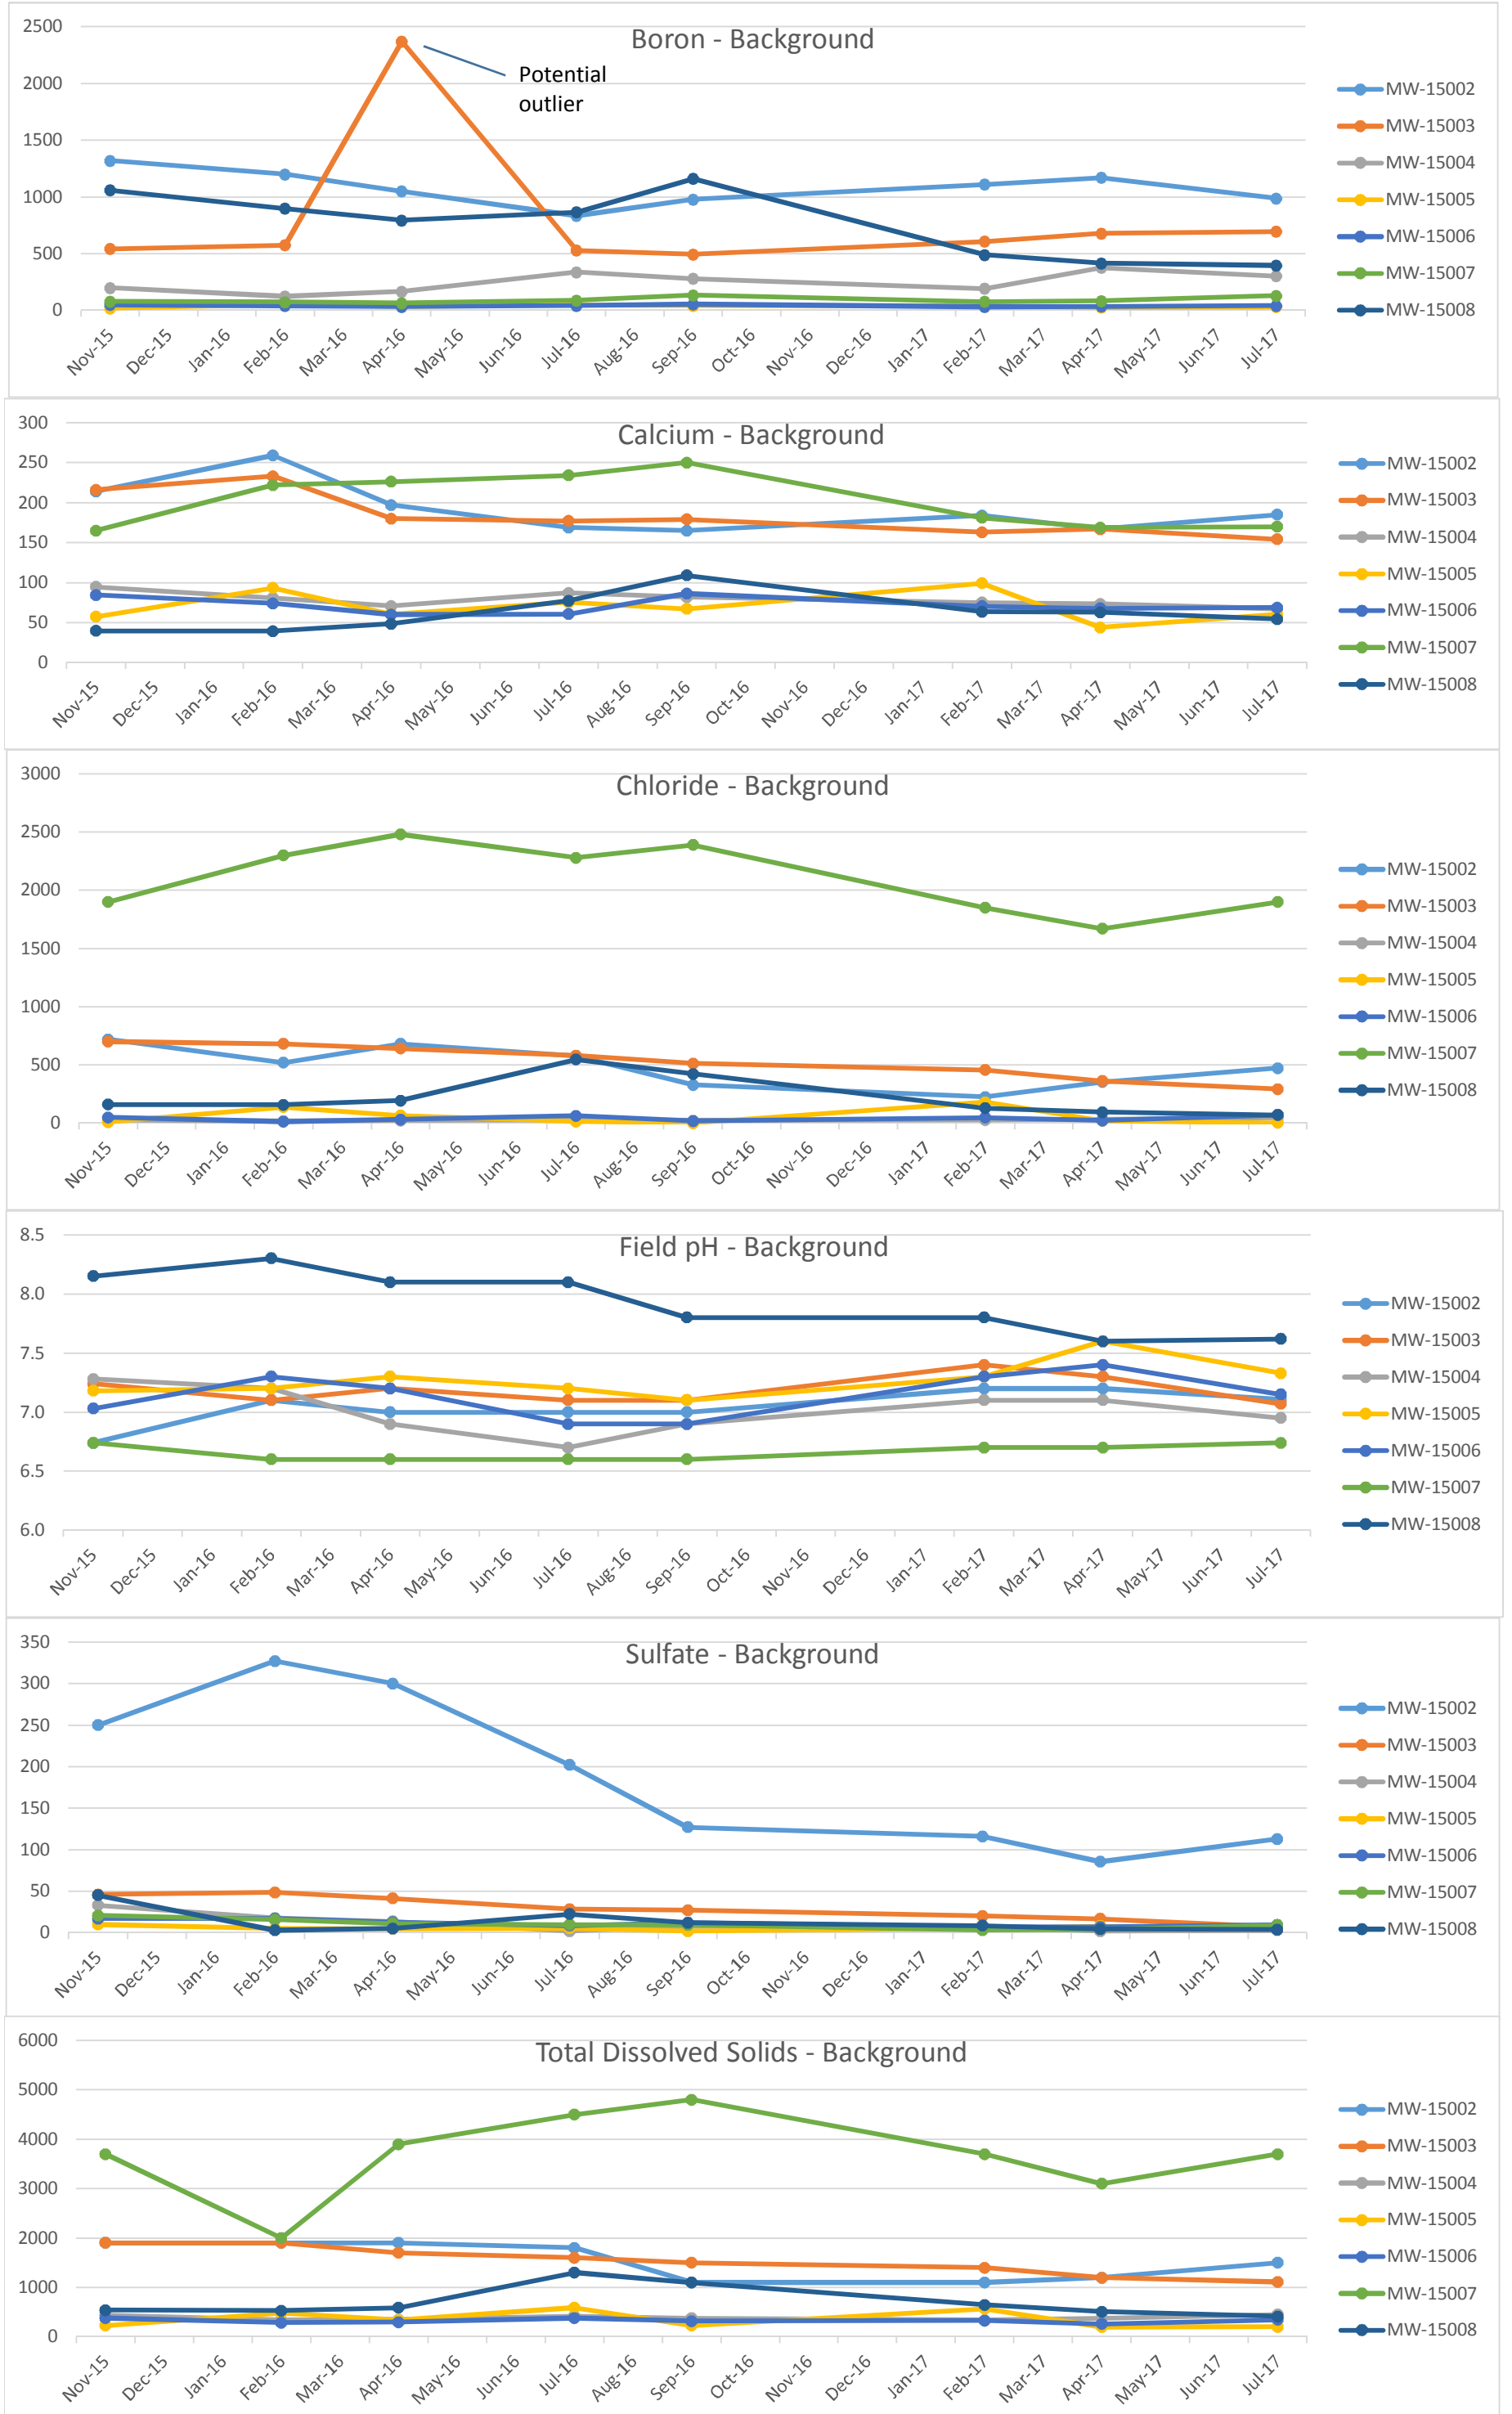 Boron - Background
2500
2000
1500
1000
500
0
Potential
outlier
Nov-15 Dec-15 Jan-16 Feb-16 Mar-16 Apr-16 May-16 Jun-16 Jul-16 Aug-16 Sep-16 Oct-16 Nov-16 Dec-16 Jan-17 Feb-17 Mar-17 Apr-17 May-17 Jun-17 Jul-17
MW-15002
MW-15003
MW-15004
MW-15005
MW-15006
MW-15007
MW-15008
Calcium - Background
300
250
200
150
100
50
0
Nov-15 Dec-15 Jan-16 Feb-16 Mar-16 Apr-16 May-16 Jun-16 Jul-16 Aug-16 Sep-16 Oct-16 Nov-16 Dec-16 Jan-17 Feb-17 Mar-17 Apr-17 May-17 Jun-17 Jul-17
MW-15002
MW-15003
MW-15004
MW-15005
MW-15006
MW-15007
MW-15008
Chloride - Background
3000
2500
2000
1500
1000
500
0
Nov-15 Dec-15 Jan-16 Feb-16 Mar-16 Apr-16 May-16 Jun-16 Jul-16 Aug-16 Sep-16 Oct-16 Nov-16 Dec-16 Jan-17 Feb-17 Mar-17 Apr-17 May-17 Jun-17 Jul-17
MW-15002
MW-15003
MW-15004
MW-15005
MW-15006
MW-15007
MW-15008
Field pH - Background
8.5
8.0
7.5
7.0
6.5
6.0
Nov-15 Dec-15 Jan-16 Feb-16 Mar-16 Apr-16 May-16 Jun-16 Jul-16 Aug-16 Sep-16 Oct-16 Nov-16 Dec-16 Jan-17 Feb-17 Mar-17 Apr-17 May-17 Jun-17 Jul-17
MW-15002
MW-15003
MW-15004
MW-15005
MW-15006
MW-15007
MW-15008
Sulfate - Background
350
300
250
200
150
100
50
0
Nov-15 Dec-15 Jan-16 Feb-16 Mar-16 Apr-16 May-16 Jun-16 Jul-16 Aug-16 Sep-16 Oct-16 Nov-16 Dec-16 Jan-17 Feb-17 Mar-17 Apr-17 May-17 Jun-17 Jul-17
MW-15002
MW-15003
MW-15004
MW-15005
MW-15006
MW-15007
MW-15008
Total Dissolved Solids - Background
6000
5000
4000
3000
2000
1000
0
Nov-15 Dec-15 Jan-16 Feb-16 Mar-16 Apr-16 May-16 Jun-16 Jul-16 Aug-16 Sep-16 Oct-16 Nov-16 Dec-16 Jan-17 Feb-17 Mar-17 Apr-17 May-17 Jun-17 Jul-17
MW-15002
MW-15003
MW-15004
MW-15005
MW-15006
MW-15007
MW-15008